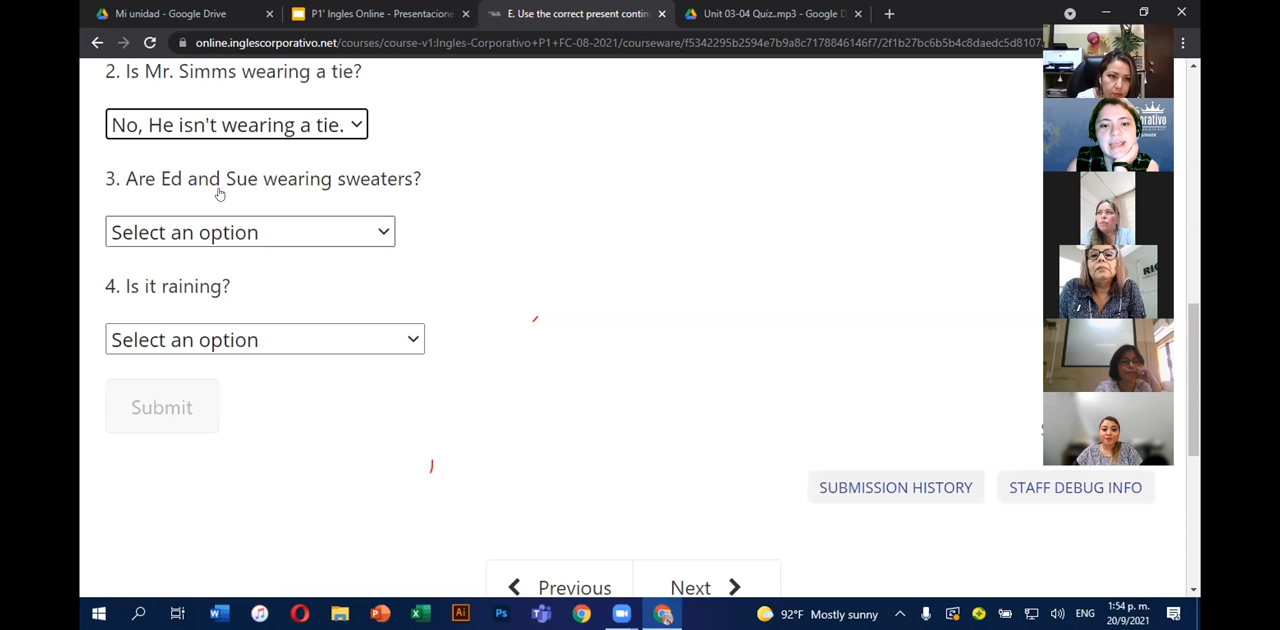 Mi unidad - Google Drive
P1' Ingles Online - Presentacione
E. Use the correct present contin
Unit 03-04 Quiz..mp3 - Google D
online.inglescorporativo.net/courses/course-v1:Ingles-Corporativo+P1+FC-08-2021/courseware/f5342295b2594e7b9a8c7178846146f7/2f1b27bc6b5b4c8daedc5d8107
2. Is Mr. Simms wearing a tie?
No, He isn't wearing a tie.
3. Are Ed and Sue wearing sweaters?
Select an option
4. Is it raining?
Select an option
Submit
SUBMISSION HISTORY
STAFF DEBUG INFO
Previous
Next
92°F Mostly sunny
ENG
1:54 p. m.
20/9/2021